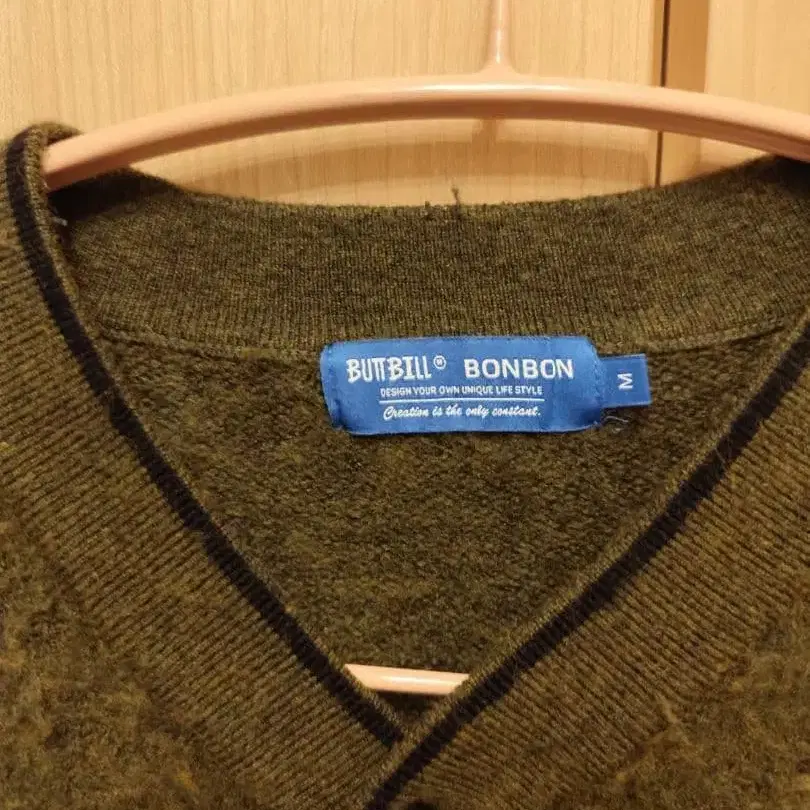 BUTTBILL® BONBON
DESIGN YOUR OWN UNIQUE LIFE STYLE
Creation is the only constant.
M